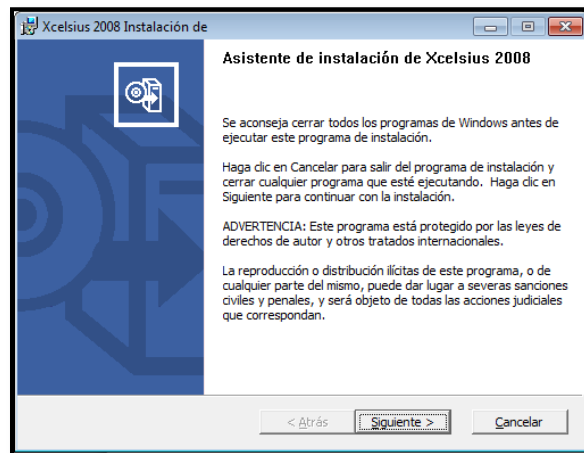 Xcelsius 2008 Instalación de
Asistente de instalación de Xcelsius 2008
Se aconseja cerrar todos los programas de Windows antes de
ejecutar este programa de instalación.
Haga clic en Cancelar para salir del programa de instalación y
cerrar cualquier programa que esté ejecutando. Haga clic en
Siguiente para continuar con la instalación.
ADVERTENCIA: Este programa está protegido por las leyes de
derechos de autor y otros tratados internacionales.
La reproducción o distribución ilícitas de este programa, o de
cualquier parte del mismo, puede dar lugar a severas sanciones
civiles y penales, y será objeto de todas las acciones judiciales
que correspondan.
< Atrás Siguiente > Cancelar